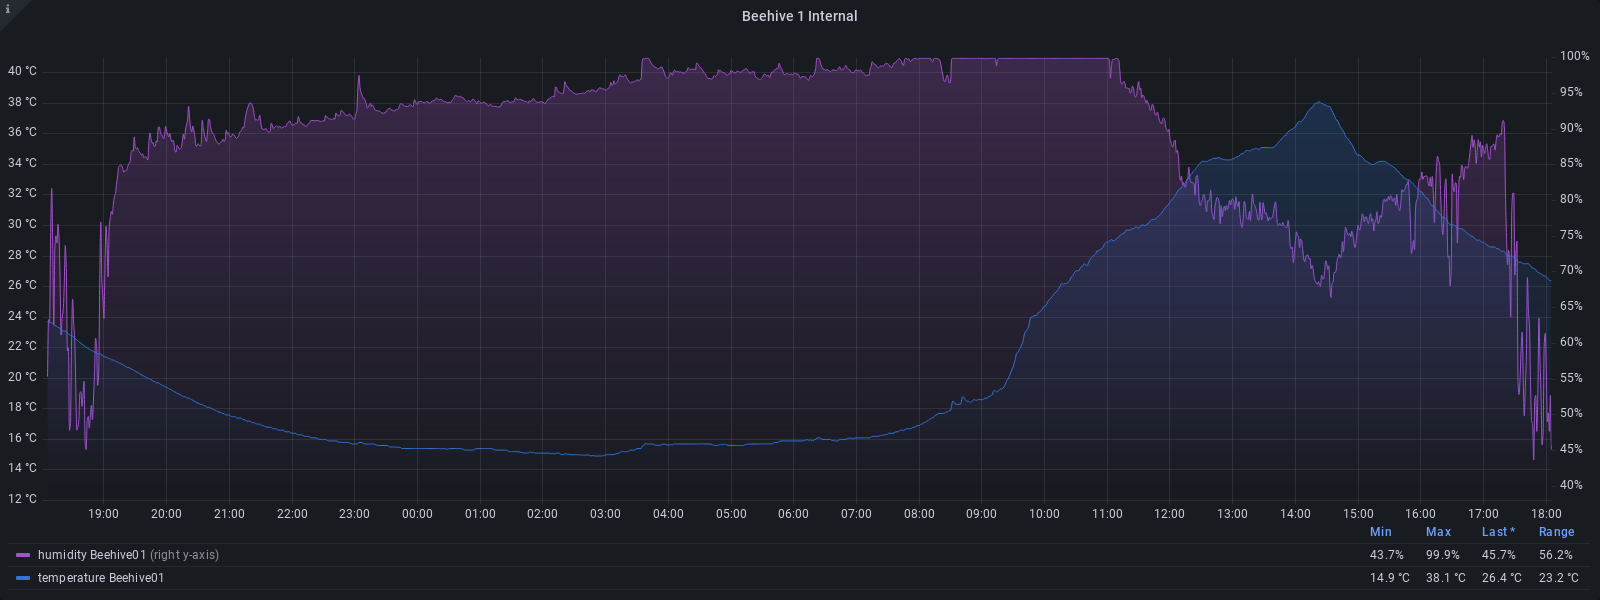 i
Beehive 1 Internal
40 °C
38 °C
36 °C
34 °C
32 °C
30 °C
28 °C
26 °C
24 °C
22 °C
20 °C
18 °C
16 °C
14 °C
12 °C
100%
95%
90%
85%
80%
75%
70%
65%
60%
55%
50%
45%
40%
19:00 20:00 21:00 22:00 23:00 00:00 01:00 02:00 03:00 04:00 05:00 06:00 07:00 08:00 09:00 10:00 11:00 12:00 13:00 14:00 15:00 16:00 17:00 18:00
Min Max Last * Range
humidity Beehive01 (right y-axis) 43.7% 99.9% 45.7% 56.2%
temperature Beehive01 14.9 °C 38.1 °C 26.4 °C 23.2 °C